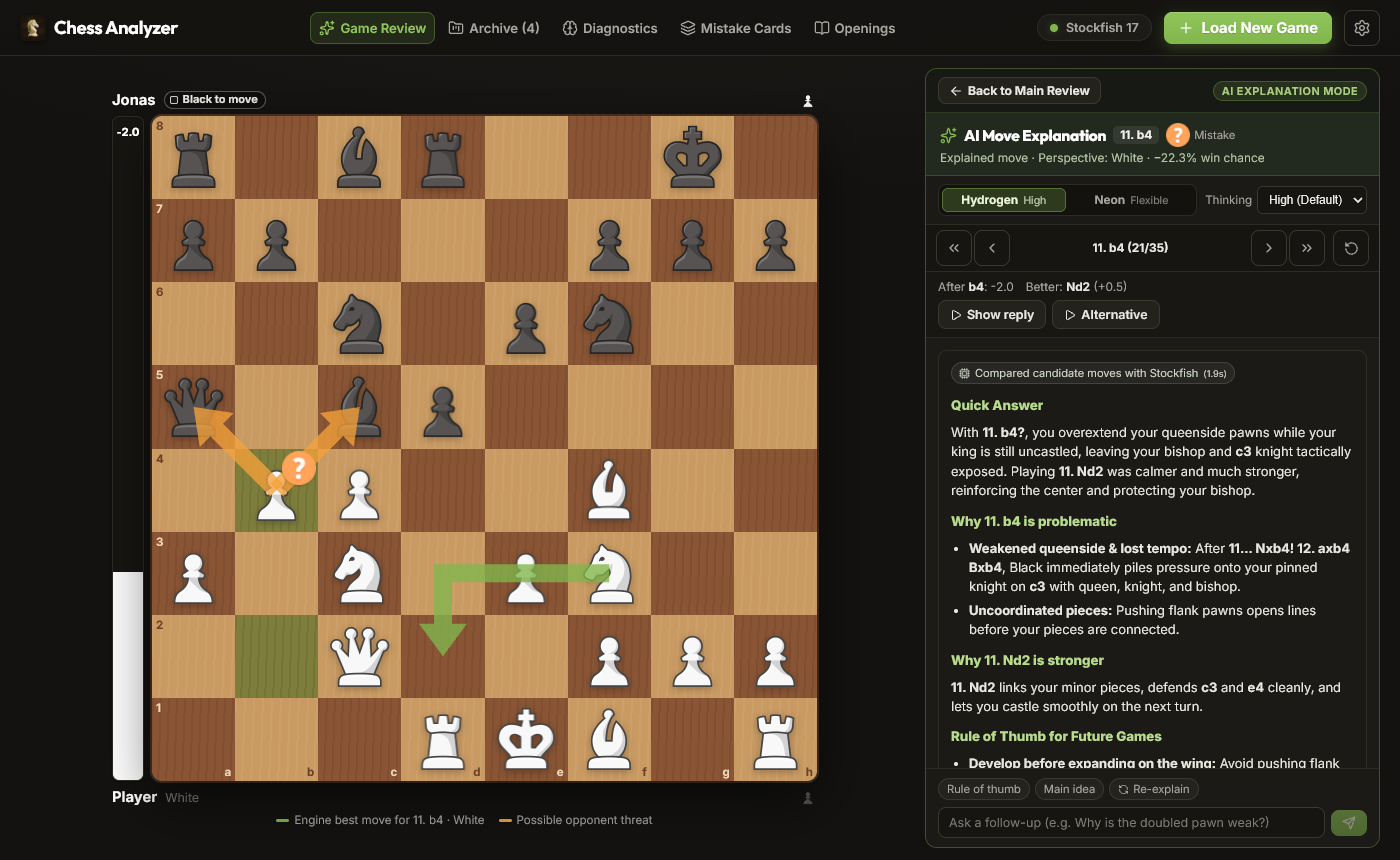 Chess Analyzer
Game Review
Archive (4)
Diagnostics
Mistake Cards
Openings
Stockfish 17
+ Load New Game
Jonas
Black to move
-2.0
8
7
6
5
4
3
2
1
a
b
c
d
e
f
g
h
?
Player White
Engine best move for 11. b4 · White
Possible opponent threat
← Back to Main Review
AI EXPLANATION MODE
AI Move Explanation 11. b4 ? Mistake
Explained move · Perspective: White · −22.3% win chance
Hydrogen High
Neon Flexible
Thinking
High (Default)
11. b4 (21/35)
After b4: -2.0 Better: Nd2 (+0.5)
Show reply
Alternative
Compared candidate moves with Stockfish (1.9s)
Quick Answer
With 11. b4?, you overextend your queenside pawns while your
king is still uncastled, leaving your bishop and c3 knight tactically
exposed. Playing 11. Nd2 was calmer and much stronger,
reinforcing the center and protecting your bishop.
Why 11. b4 is problematic
• Weakened queenside & lost tempo: After 11... Nxb4! 12. axb4
Bxb4, Black immediately piles pressure onto your pinned
knight on c3 with queen, knight, and bishop.
• Uncoordinated pieces: Pushing flank pawns opens lines
before your pieces are connected.
Why 11. Nd2 is stronger
11. Nd2 links your minor pieces, defends c3 and e4 cleanly, and
lets you castle smoothly on the next turn.
Rule of Thumb for Future Games
• Develop before expanding on the wing: Avoid pushing flank
Rule of thumb
Main idea
Re-explain
Ask a follow-up (e.g. Why is the doubled pawn weak?)